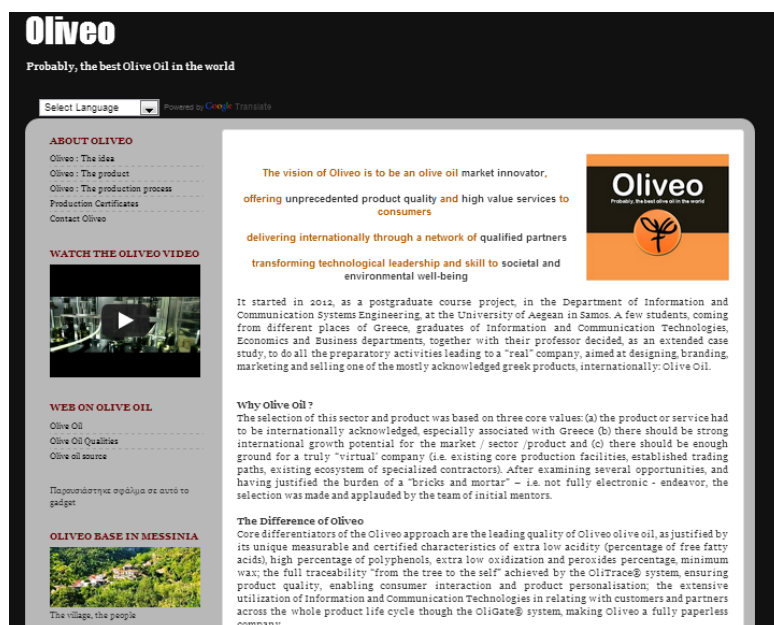 Oliveo
Probably, the best Olive Oil in the world
Select Language
Powered by Google Translate
ABOUT OLIVEO
Oliveo : The idea
Oliveo : The product
Oliveo : The production process
Production Certificates
Contact Oliveo
WATCH THE OLIVEO VIDEO
WEB ON OLIVE OIL
Olive Oil
Olive Oil Qualities
Olive oil source
Παρουσιάστηκε σφάλμα σε αυτό το
gadget
OLIVEO BASE IN MESSINIA
The village, the people
The vision of Oliveo is to be an olive oil market innovator,
offering unprecedented product quality and high value services to
consumers
delivering internationally through a network of qualified partners
transforming technological leadership and skill to societal and
environmental well-being
Oliveo
Probably, the best olive oil in the world
It started in 2012, as a postgraduate course project, in the Department of Information and
Communication Systems Engineering, at the University of Aegean in Samos. A few students, coming
from different places of Greece, graduates of Information and Communication Technologies,
Economics and Business departments, together with their professor decided, as an extended case
study, to do all the preparatory activities leading to a "real" company, aimed at designing, branding,
marketing and selling one of the mostly acknowledged greek products, internationally: Olive Oil.
Why Olive Oil ?
The selection of this sector and product was based on three core values: (a) the product or service had
to be internationally acknowledged, especially associated with Greece (b) there should be strong
international growth potential for the market / sector /product and (c) there should be enough
ground for a truly "virtual' company (i.e. existing core production facilities, established trading
paths, existing ecosystem of specialized contractors). After examining several opportunities, and
having justified the burden of a "bricks and mortar" – i.e. not fully electronic - endeavor, the
selection was made and applauded by the team of initial mentors.
The Difference of Oliveo
Core differentiators of the Oliveo approach are the leading quality of Oliveo olive oil, as justified by
its unique measurable and certified characteristics of extra low acidity (percentage of free fatty
acids), high percentage of polyphenols, extra low oxidization and peroxides percentage, minimum
wax; the full traceability "from the tree to the self" achieved by the OliTrace® system, ensuring
product quality, enabling consumer interaction and product personalisation; the extensive
utilization of Information and Communication Technologies in relating with customers and partners
across the whole product life cycle though the OliGate® system, making Oliveo a fully paperless
company